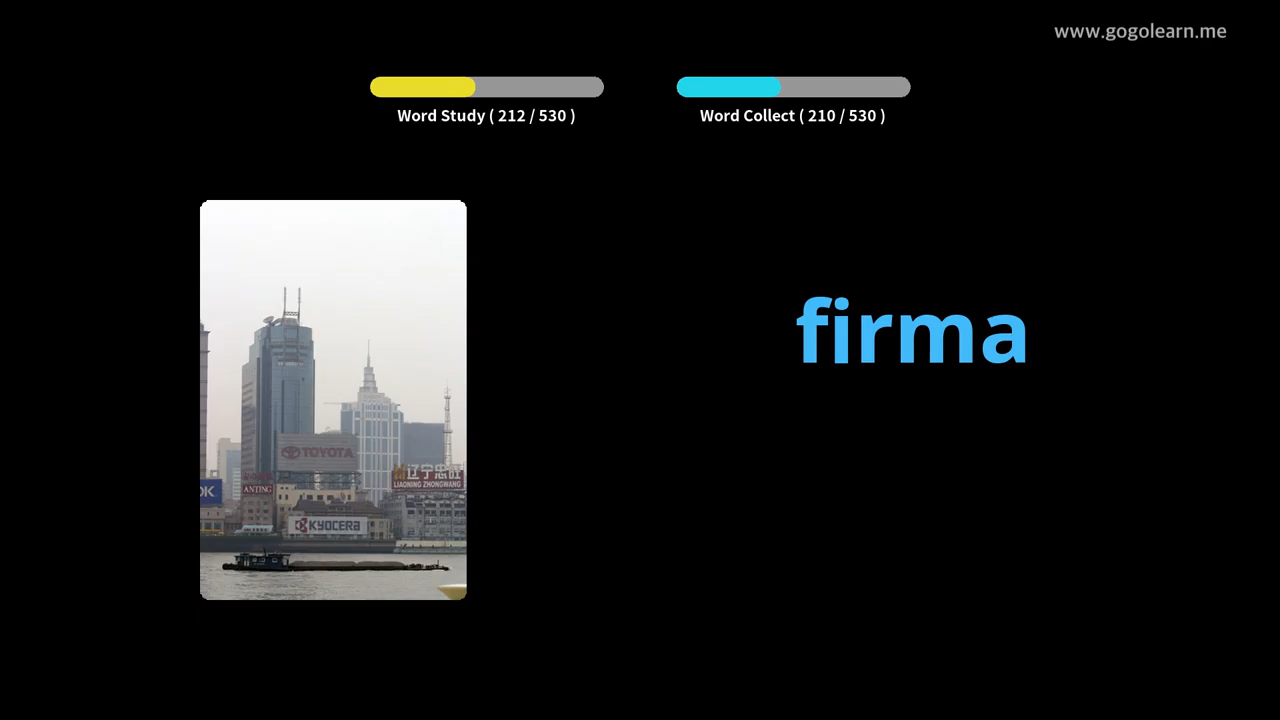 www.gogolearn.me
Word Study ( 212 / 530 )
Word Collect ( 210 / 530 )
firma
TOYOTA
辽宁忠旺
LIAONING ZHONGWANG
ANTING
KYOCERA